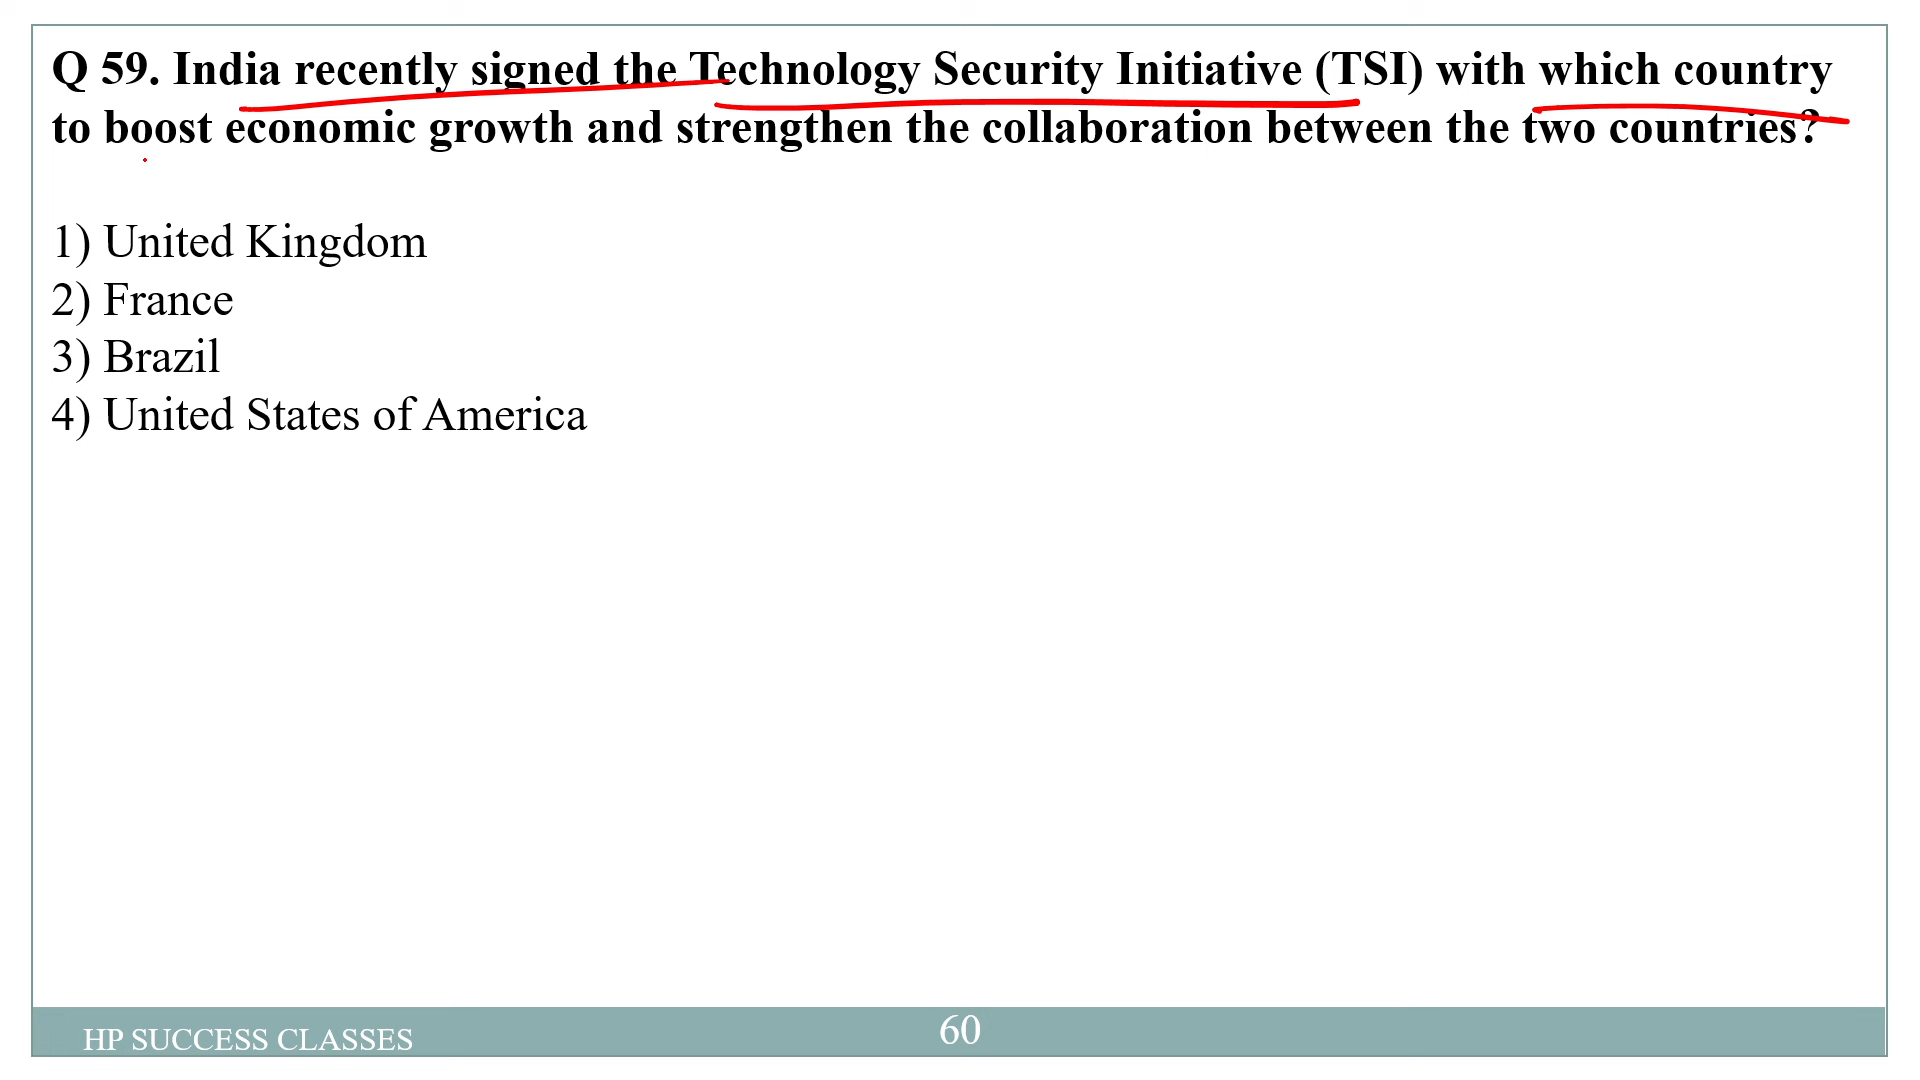 Q 59. India recently signed the Technology Security Initiative (TSI) with which country
to boost economic growth and strengthen the collaboration between the two countries?
1) United Kingdom
2) France
3) Brazil
4) United States of America
HP SUCCESS CLASSES
60